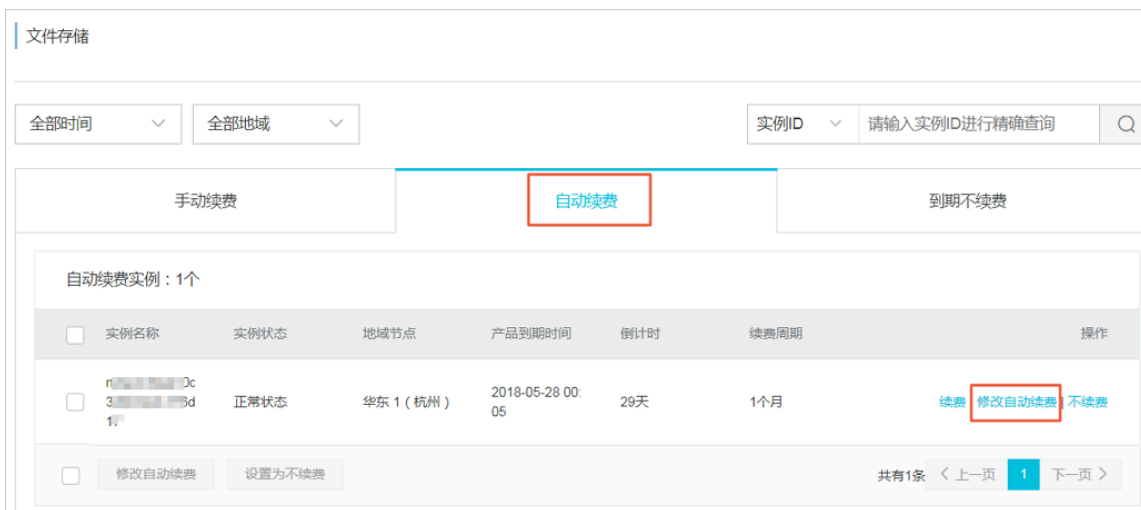 文件存储
全部时间 全部地域 实例ID 请输入实例ID进行精确查询
手动续费 自动续费 到期不续费
自动续费实例：1个
实例名称 实例状态 地域节点 产品到期时间 倒计时 续费周期 操作
正常状态 华东 1 ( 杭州 ) 2018-05-28 00:
05 29天 1个月 续费 修改自动续费 | 不续费
修改自动续费 设置为不续费 共有1条 上一页 1 下一页